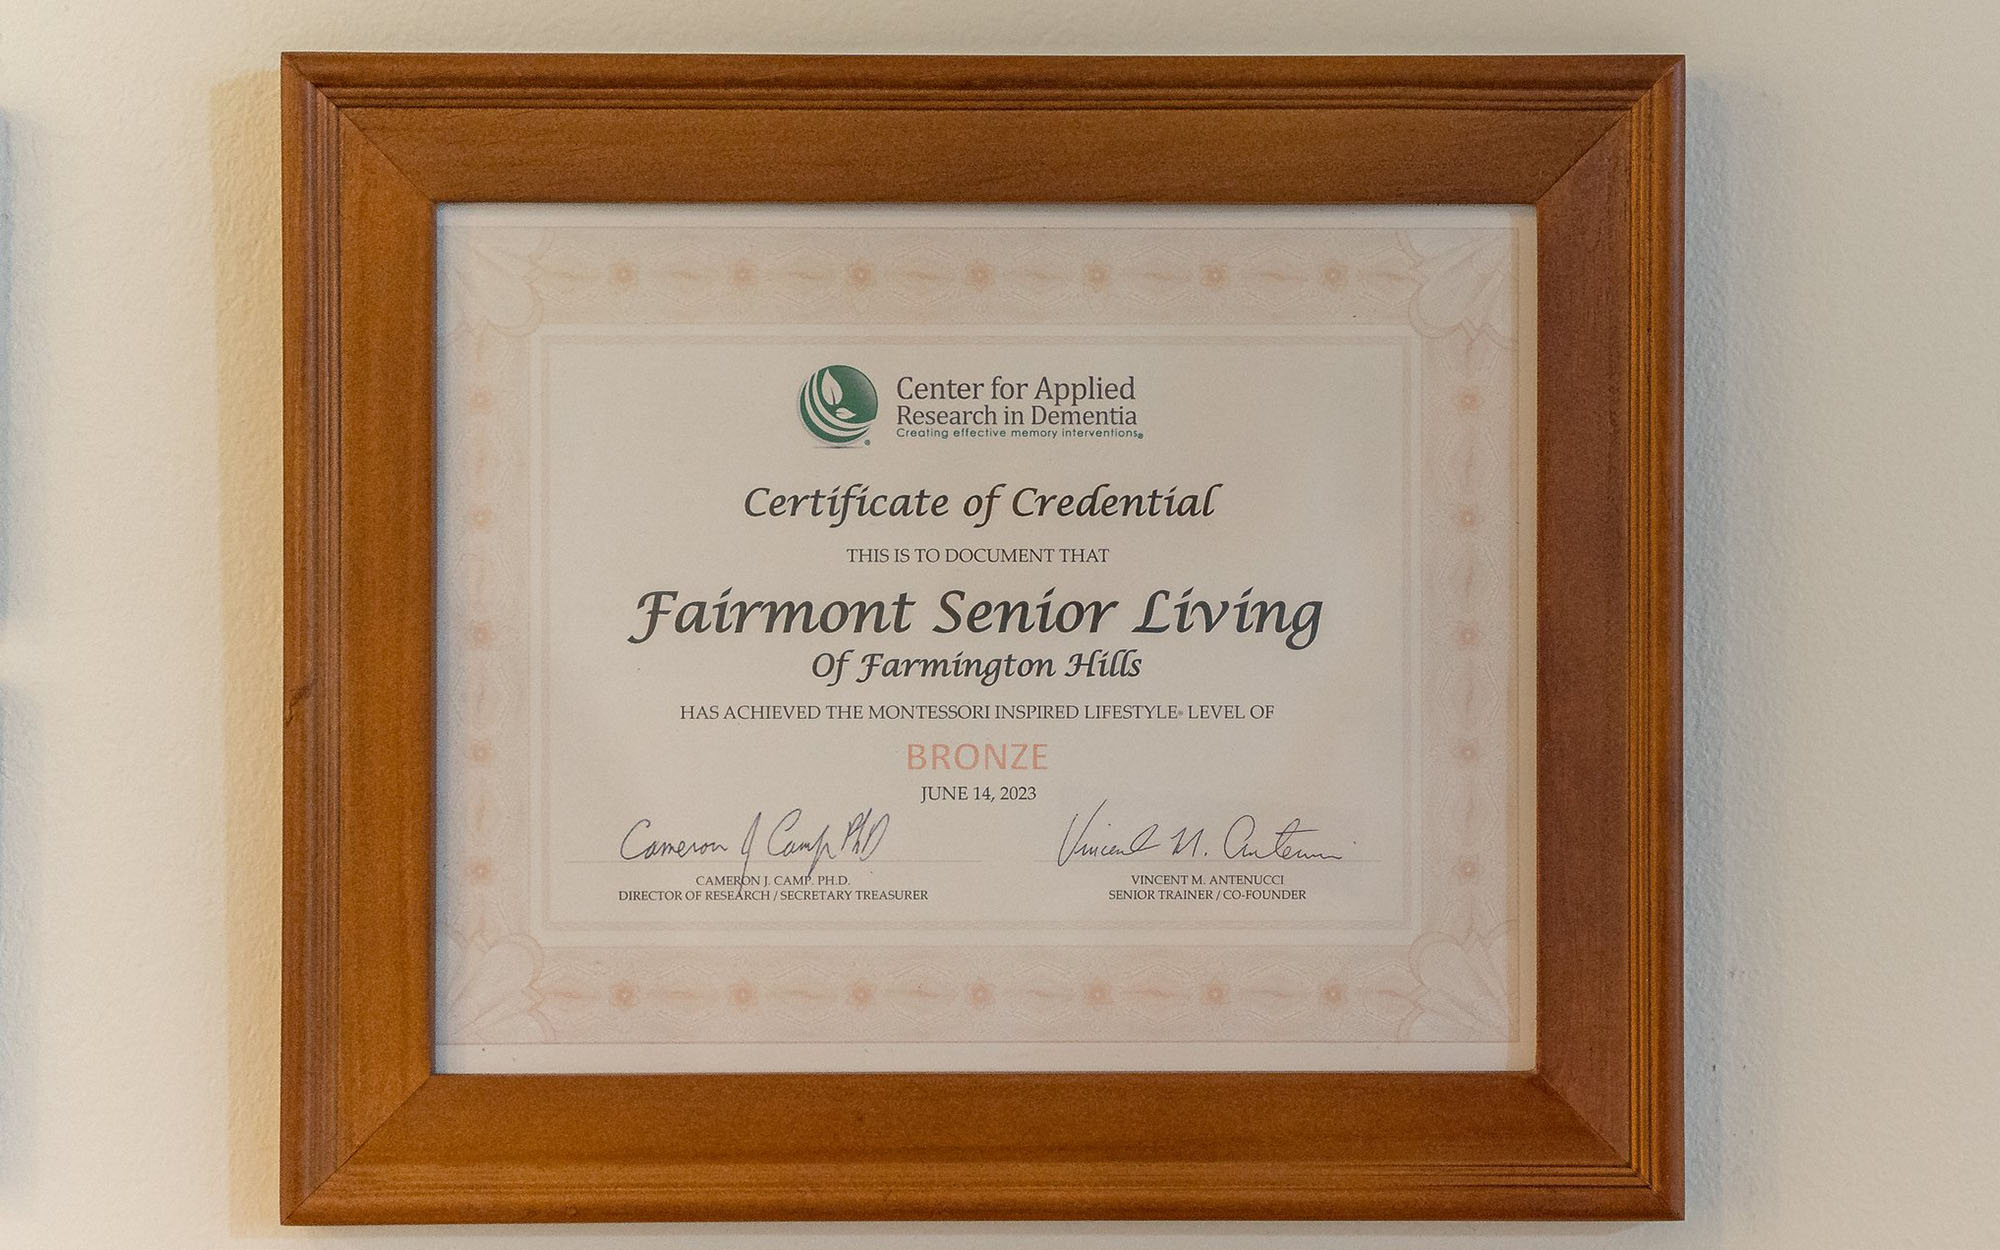 Center for Applied
Research in Dementia
Creating effective memory interventions®
Certificate of Credential
THIS IS TO DOCUMENT THAT
Fairmont Senior Living
Of Farmington Hills
HAS ACHIEVED THE MONTESSORI INSPIRED LIFESTYLE® LEVEL OF
BRONZE
JUNE 14, 2023
Cameron J Camp PhD
Vincent M. Antenucci
CAMERON J. CAMP, PH.D.
VINCENT M. ANTENUCCI
DIRECTOR OF RESEARCH / SECRETARY TREASURER
SENIOR TRAINER / CO-FOUNDER